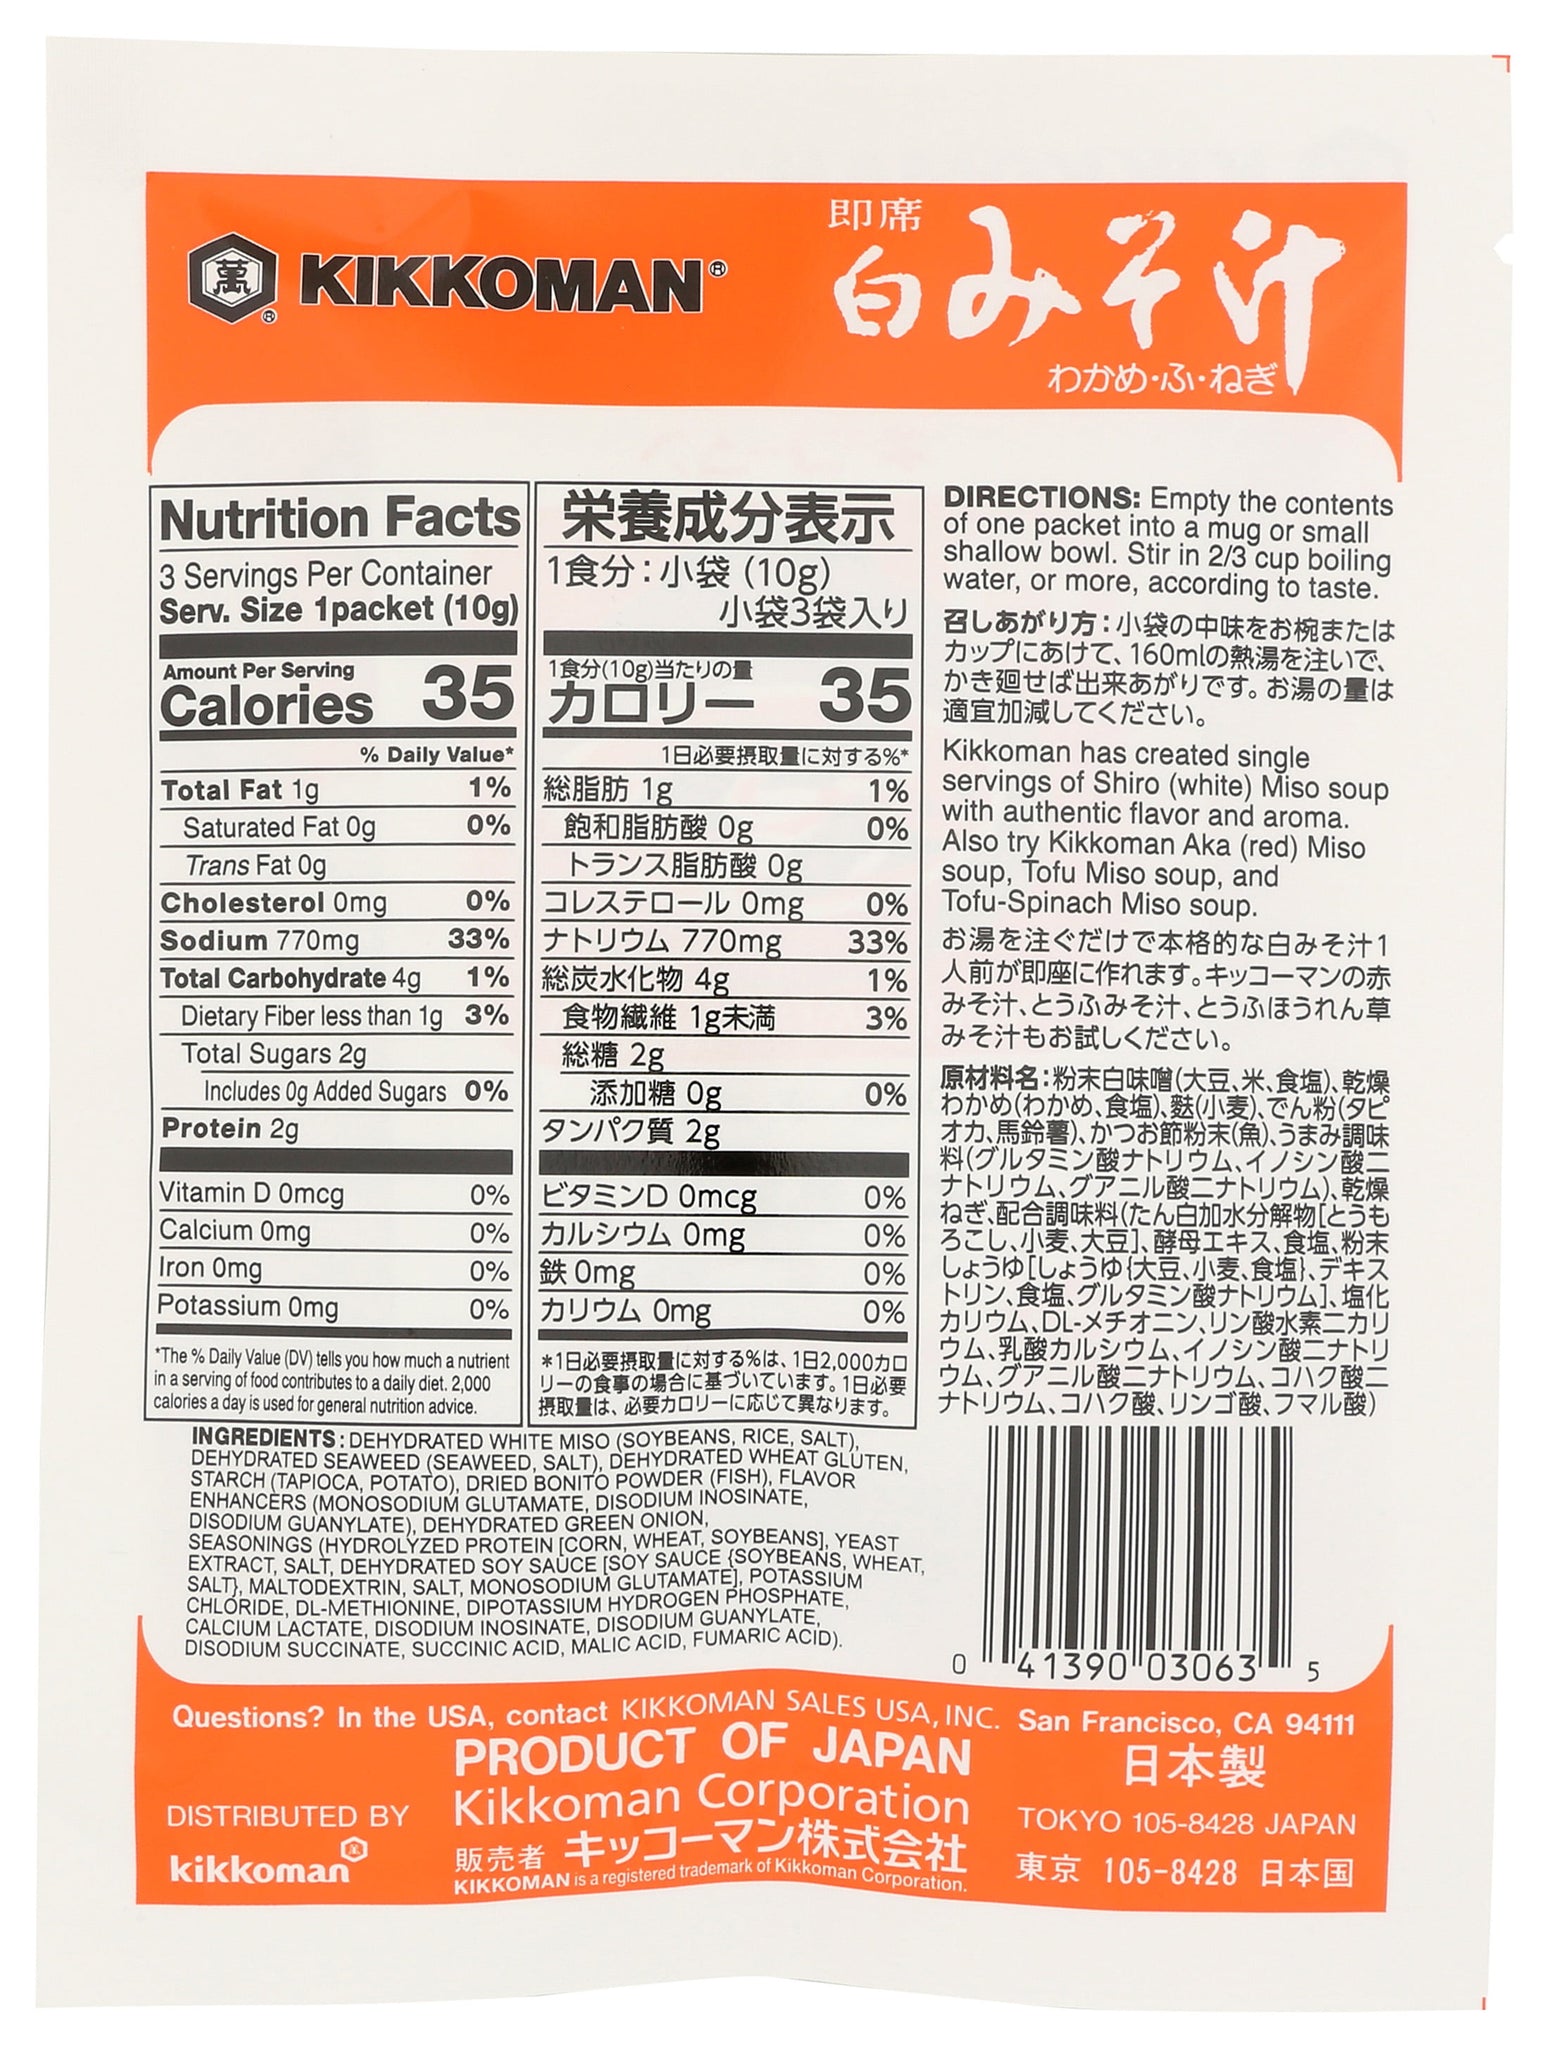 即席
萬
KIKKOMAN®
®
白みそ汁
わかめ・ふ・ねぎ
Nutrition Facts
3 Servings Per Container
Serv. Size 1packet (10g)
Amount Per Serving
Calories 35
% Daily Value*
Total Fat 1g 1%
Saturated Fat 0g 0%
Trans Fat 0g
Cholesterol 0mg 0%
Sodium 770mg 33%
Total Carbohydrate 4g 1%
Dietary Fiber less than 1g 3%
Total Sugars 2g
Includes 0g Added Sugars 0%
Protein 2g
Vitamin D 0mcg 0%
Calcium 0mg 0%
Iron 0mg 0%
Potassium 0mg 0%
*The % Daily Value (DV) tells you how much a nutrient
in a serving of food contributes to a daily diet. 2,000
calories a day is used for general nutrition advice.
栄養成分表示
1食分：小袋 (10g)
小袋3袋入り
1食分(10g)当たりの量
カロリー 35
1日必要摂取量に対する%*
総脂肪 1g 1%
飽和脂肪酸 0g 0%
トランス脂肪酸 0g
コレステロール 0mg 0%
ナトリウム 770mg 33%
総炭水化物 4g 1%
食物繊維 1g未満 3%
総糖 2g
添加糖 0g 0%
タンパク質 2g
ビタミンD 0mcg 0%
カルシウム 0mg 0%
鉄 0mg 0%
カリウム 0mg 0%
*1日必要摂取量に対する%は、1日2,000カロ
リーの食事の場合に基づいています。1日必要
摂取量は、必要カロリーに応じて異なります。
DIRECTIONS: Empty the contents
of one packet into a mug or small
shallow bowl. Stir in 2/3 cup boiling
water, or more, according to taste.
召しあがり方：小袋の中味をお椀または
カップにあけて、160mlの熱湯を注いで、
かき廻せば出来あがりです。お湯の量は
適宜加減してください。
Kikkoman has created single
servings of Shiro (white) Miso soup
with authentic flavor and aroma.
Also try Kikkoman Aka (red) Miso
soup, Tofu Miso soup, and
Tofu-Spinach Miso soup.
お湯を注ぐだけで本格的な白みそ汁1
人前が即座に作れます。キッコーマンの赤
みそ汁、とうふみそ汁、とうふほうれん草
みそ汁もお試しください。
原材料名：粉末白味噌(大豆、米、食塩)、乾燥
わかめ(わかめ、食塩)、麩(小麦)、でん粉(タピ
オカ、馬鈴薯)、かつお節粉末(魚)、うまみ調味
料(グルタミン酸ナトリウム、イノシン酸二
ナトリウム、グアニル酸二ナトリウム)、乾燥
ねぎ、配合調味料(たん白加水分解物[とうも
ろこし、小麦、大豆]、酵母エキス、食塩、粉末
しょうゆ[しょうゆ{大豆、小麦、食塩}、デキス
トリン、食塩、グルタミン酸ナトリウム]、塩化
カリウム、DL-メチオニン、リン酸水素二カリ
ウム、乳酸カルシウム、イノシン酸二ナトリ
ウム、グアニル酸二ナトリウム、コハク酸二
ナトリウム、コハク酸、リンゴ酸、フマル酸)
INGREDIENTS: DEHYDRATED WHITE MISO (SOYBEANS, RICE, SALT),
DEHYDRATED SEAWEED (SEAWEED, SALT), DEHYDRATED WHEAT GLUTEN,
STARCH (TAPIOCA, POTATO), DRIED BONITO POWDER (FISH), FLAVOR
ENHANCERS (MONOSODIUM GLUTAMATE, DISODIUM INOSINATE,
DISODIUM GUANYLATE), DEHYDRATED GREEN ONION,
SEASONINGS (HYDROLYZED PROTEIN [CORN, WHEAT, SOYBEANS], YEAST
EXTRACT, SALT, DEHYDRATED SOY SAUCE [SOY SAUCE {SOYBEANS, WHEAT,
SALT}, MALTODEXTRIN, SALT, MONOSODIUM GLUTAMATE], POTASSIUM
CHLORIDE, DL-METHIONINE, DIPOTASSIUM HYDROGEN PHOSPHATE,
CALCIUM LACTATE, DISODIUM INOSINATE, DISODIUM GUANYLATE,
DISODIUM SUCCINATE, SUCCINIC ACID, MALIC ACID, FUMARIC ACID).
0 41390 03063 5
Questions? In the USA, contact KIKKOMAN SALES USA, INC. San Francisco, CA 94111
PRODUCT OF JAPAN
日本製
Kikkoman Corporation
DISTRIBUTED BY
TOKYO 105-8428 JAPAN
kikkoman
萬
販売者 キッコーマン株式会社
東京 105-8428 日本国
KIKKOMAN is a registered trademark of Kikkoman Corporation.